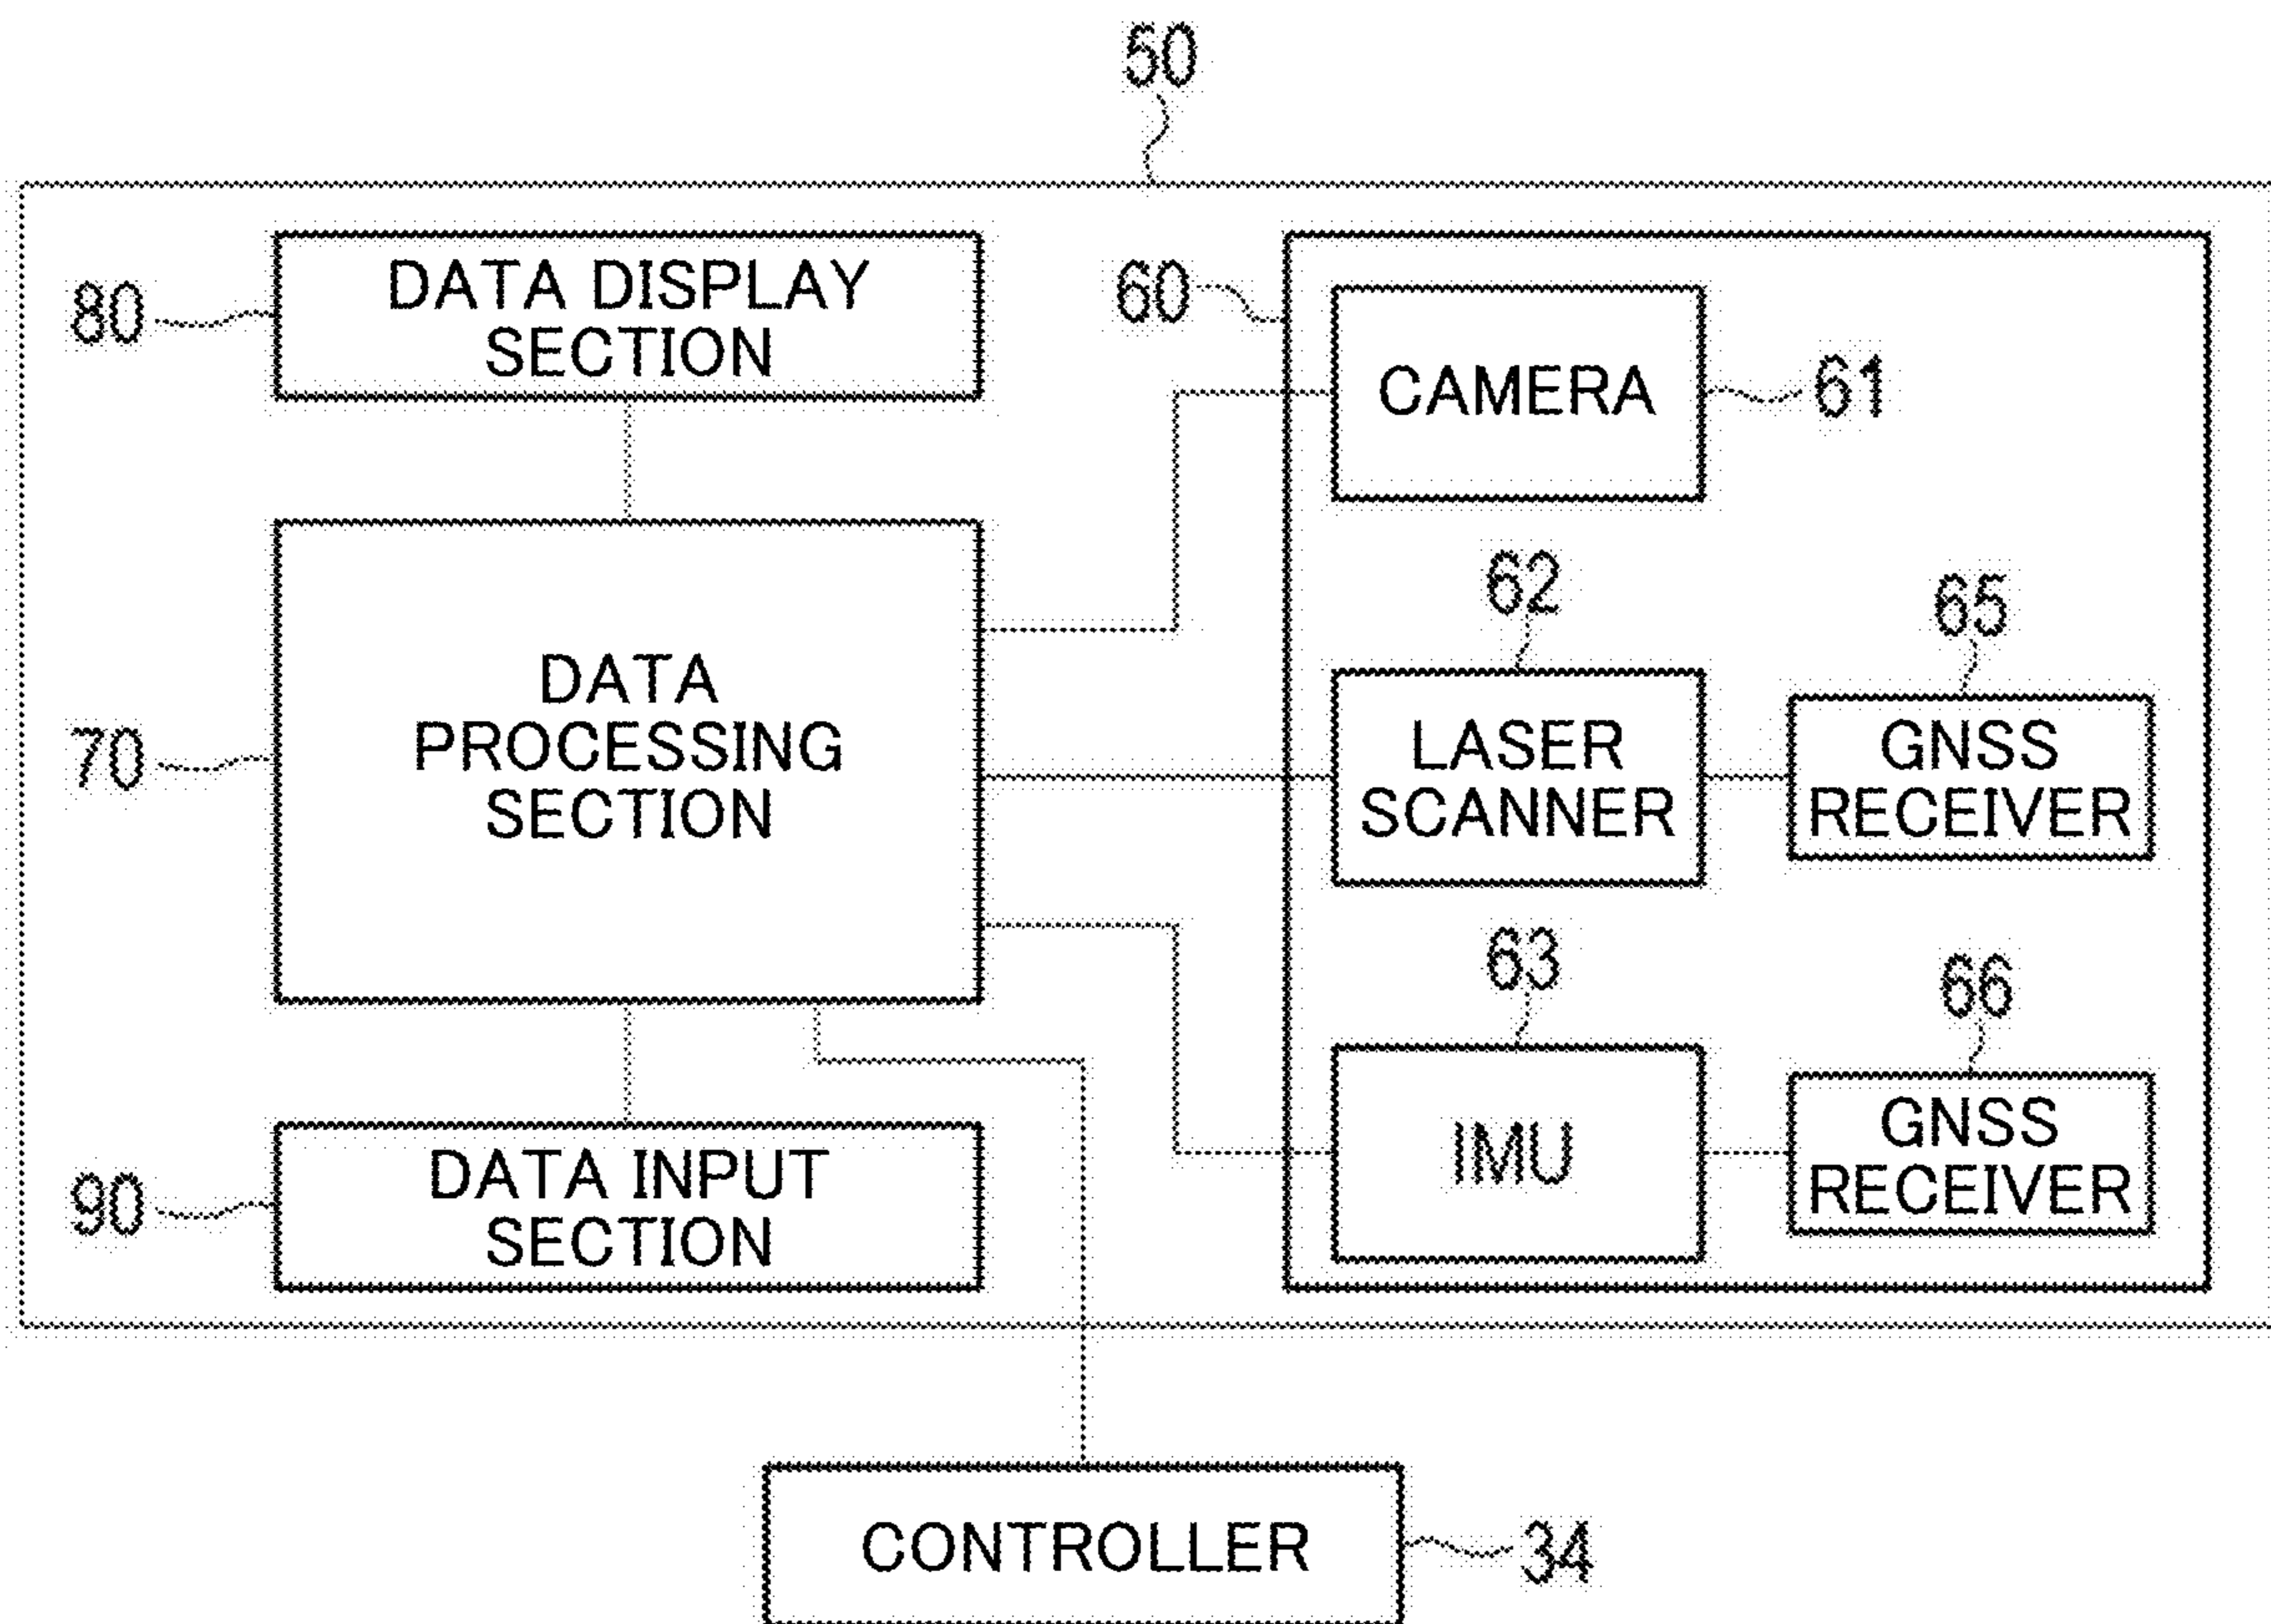 50
80
DATA DISPLAY
SECTION
60
CAMERA
61
62
65
70
DATA
PROCESSING
SECTION
LASER
SCANNER
GNSS
RECEIVER
63
66
90
DATA INPUT
SECTION
IMU
GNSS
RECEIVER
CONTROLLER
34